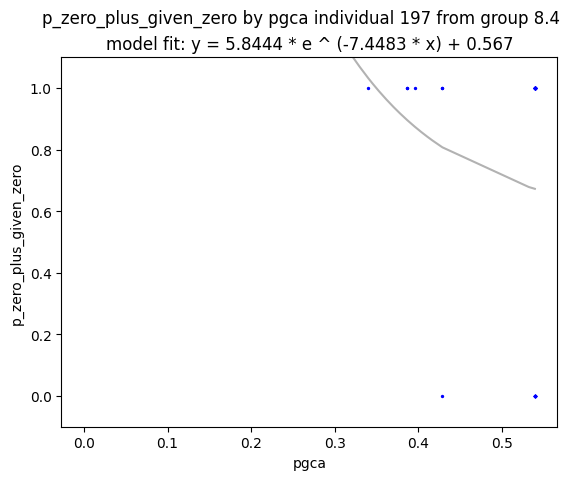 p_zero_plus_given_zero by pgca individual 197 from group 8.4
model fit: y = 5.8444 * e ^ (-7.4483 * x) + 0.567
1.0
0.8
0.6
0.4
0.2
0.0
p_zero_plus_given_zero
0.0 0.1 0.2 0.3 0.4 0.5
pgca